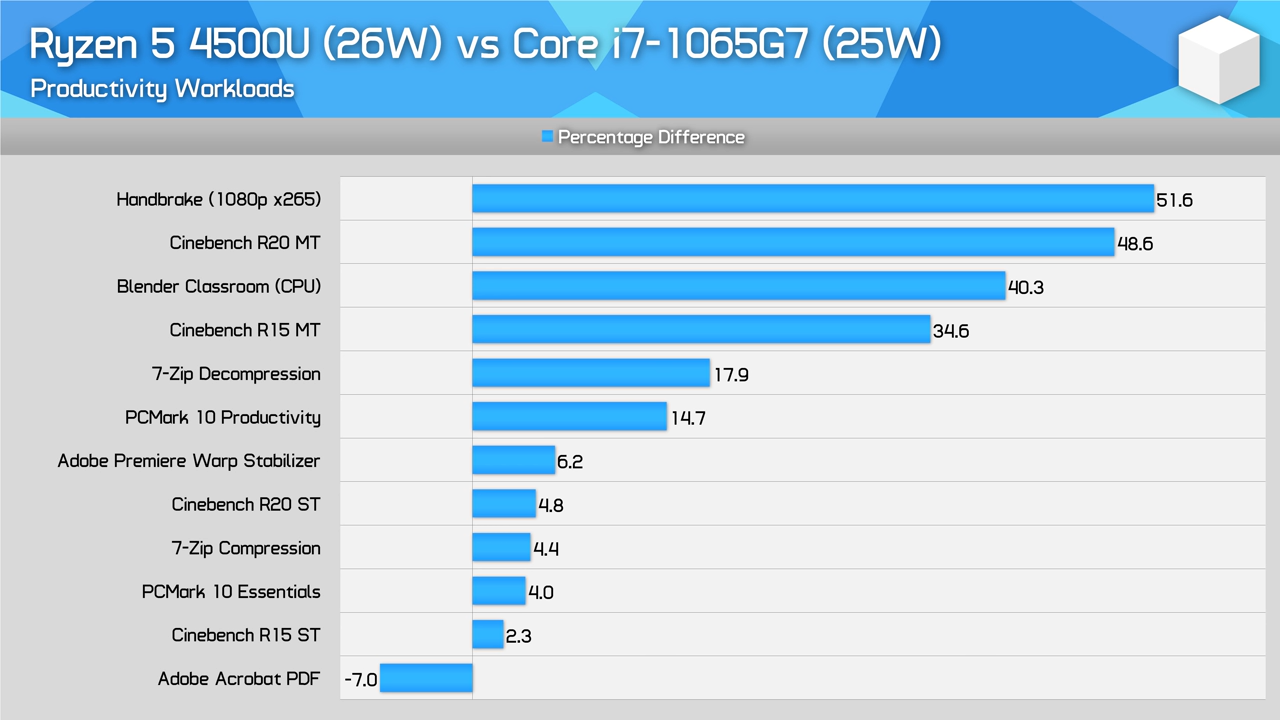 Ryzen 5 4500U (26W) vs Core i7-1065G7 (25W)
Productivity Workloads
Percentage Difference
Handbrake (1080p x265) 51.6
Cinebench R20 MT 48.6
Blender Classroom (CPU) 40.3
Cinebench R15 MT 34.6
7-Zip Decompression 17.9
PCMark 10 Productivity 14.7
Adobe Premiere Warp Stabilizer 6.2
Cinebench R20 ST 4.8
7-Zip Compression 4.4
PCMark 10 Essentials 4.0
Cinebench R15 ST 2.3
Adobe Acrobat PDF -7.0